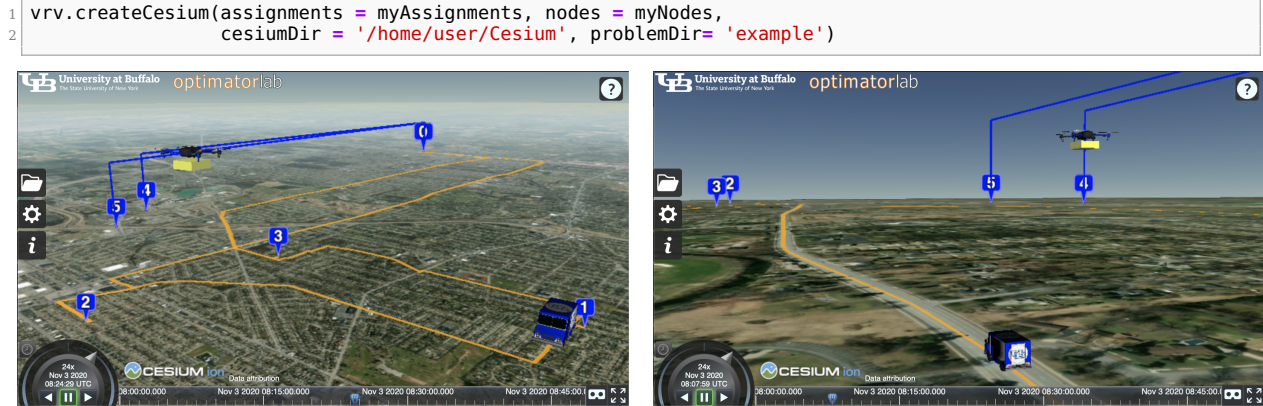 1 vrv.createCesium(assignments = myAssignments, nodes = myNodes,
2 cesiumDir = '/home/user/Cesium', problemDir= 'example')
University at Buffalo
The State University of New York
optimatorlab
?
0
4
5
3
2
1
i
24x
Nov 3 2020
08:24:29 UTC
CESIUM ion
Data attribution
08:00:00.000 Nov 3 2020 08:15:00.000 Nov 3 2020 08:30:00.000 Nov 3 2020 08:45:00.
University at Buffalo
The State University of New York
optimatorlab
?
3 2 5 4
i
UB
24x
Nov 3 2020
08:07:59 UTC
CESIUM ion
Data attribution
08:00:00.000 Nov 3 2020 08:15:00.000 Nov 3 2020 08:30:00.000 Nov 3 2020 08:45:00.